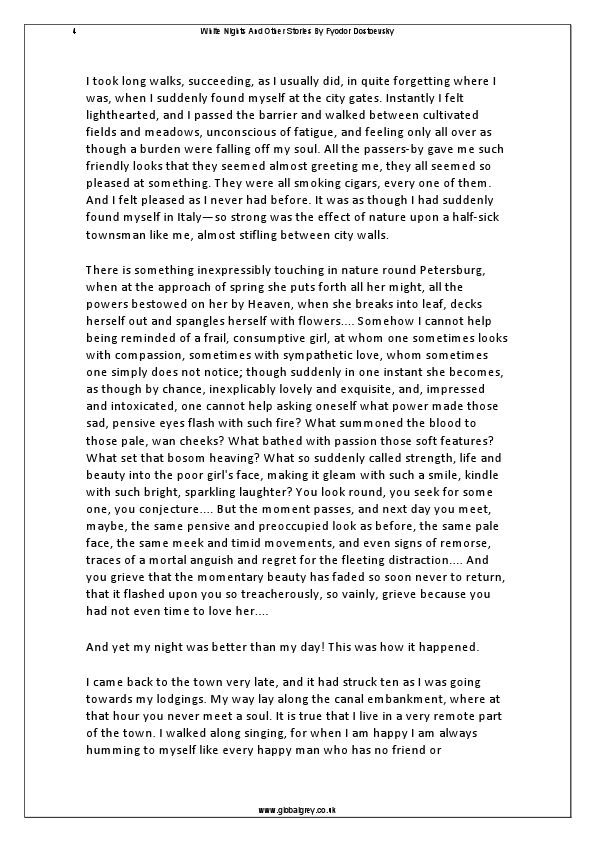 4 White Nights And Other Stories By Fyodor Dostoevsky
I took long walks, succeeding, as I usually did, in quite forgetting where I
was, when I suddenly found myself at the city gates. Instantly I felt
lighthearted, and I passed the barrier and walked between cultivated
fields and meadows, unconscious of fatigue, and feeling only all over as
though a burden were falling off my soul. All the passers-by gave me such
friendly looks that they seemed almost greeting me, they all seemed so
pleased at something. They were all smoking cigars, every one of them.
And I felt pleased as I never had before. It was as though I had suddenly
found myself in Italy—so strong was the effect of nature upon a half-sick
townsman like me, almost stifling between city walls.
There is something inexpressibly touching in nature round Petersburg,
when at the approach of spring she puts forth all her might, all the
powers bestowed on her by Heaven, when she breaks into leaf, decks
herself out and spangles herself with flowers.... Somehow I cannot help
being reminded of a frail, consumptive girl, at whom one sometimes looks
with compassion, sometimes with sympathetic love, whom sometimes
one simply does not notice; though suddenly in one instant she becomes,
as though by chance, inexplicably lovely and exquisite, and, impressed
and intoxicated, one cannot help asking oneself what power made those
sad, pensive eyes flash with such fire? What summoned the blood to
those pale, wan cheeks? What bathed with passion those soft features?
What set that bosom heaving? What so suddenly called strength, life and
beauty into the poor girl's face, making it gleam with such a smile, kindle
with such bright, sparkling laughter? You look round, you seek for some
one, you conjecture.... But the moment passes, and next day you meet,
maybe, the same pensive and preoccupied look as before, the same pale
face, the same meek and timid movements, and even signs of remorse,
traces of a mortal anguish and regret for the fleeting distraction.... And
you grieve that the momentary beauty has faded so soon never to return,
that it flashed upon you so treacherously, so vainly, grieve because you
had not even time to love her....
And yet my night was better than my day! This was how it happened.
I came back to the town very late, and it had struck ten as I was going
towards my lodgings. My way lay along the canal embankment, where at
that hour you never meet a soul. It is true that I live in a very remote part
of the town. I walked along singing, for when I am happy I am always
humming to myself like every happy man who has no friend or
www.globalgrey.co.uk